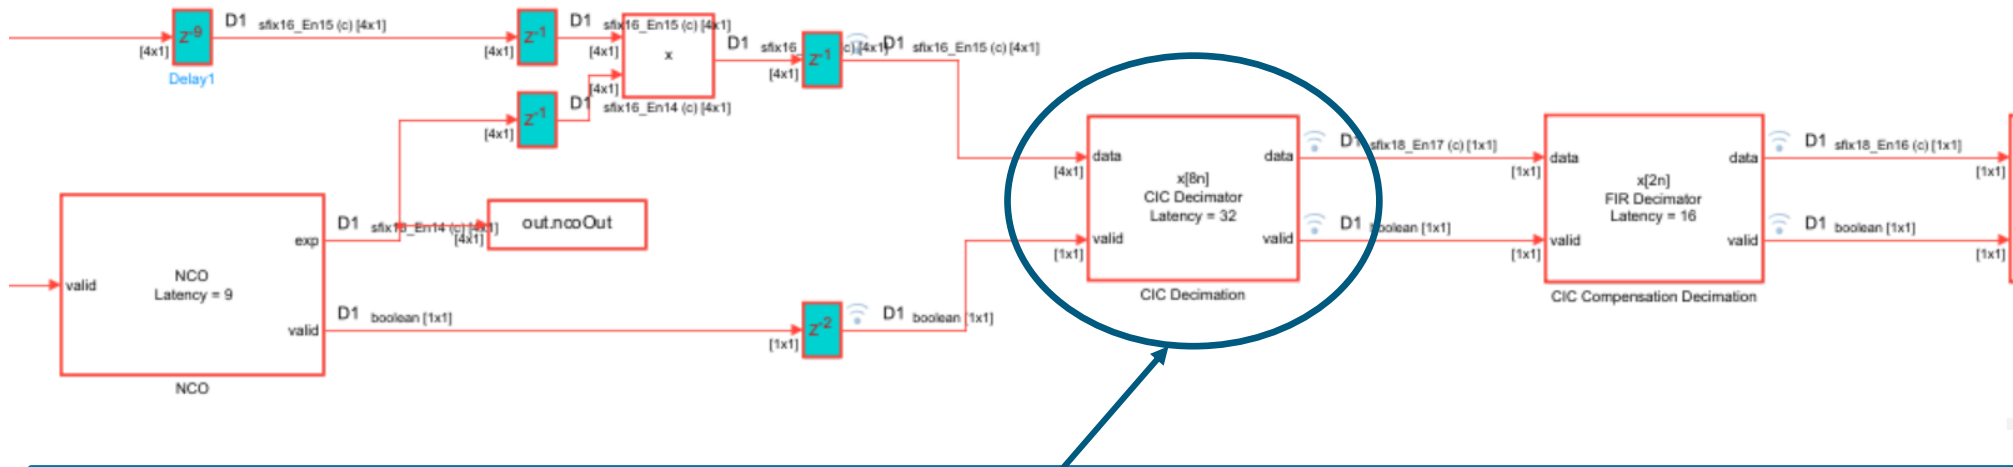 z-9
D1 sfix16_En15 (c) [4x1]
[4x1]
Delay1
z-1
[4x1]
D1 sfix16_En15 (c) [4x1]
[4x1]
x
[4x1]
z-1
[4x1]
D1 sfix16_En14 (c) [4x1]
D1 sfix16 c) [4x1]
[4x1]
z-1
D1 sfix16_En15 (c) [4x1]
valid
NCO
Latency = 9
exp
valid
NCO
D1 En14 (c) [4x1]
[4x1]
out.ncoOut
D1 boolean [1x1]
[1x1]
z-2
D1 boolean [1x1]
[4x1]
[1x1]
data
valid
x[8n]
CIC Decimator
Latency = 32
data
valid
CIC Decimation
D1 sfix18_En17 (c) [1x1]
[1x1]
D1 boolean [1x1]
[1x1]
data
valid
x[2n]
FIR Decimator
Latency = 16
data
valid
CIC Compensation Decimation
D1 sfix18_En16 (c) [1x1]
[1x1]
D1 boolean [1x1]
[1x1]